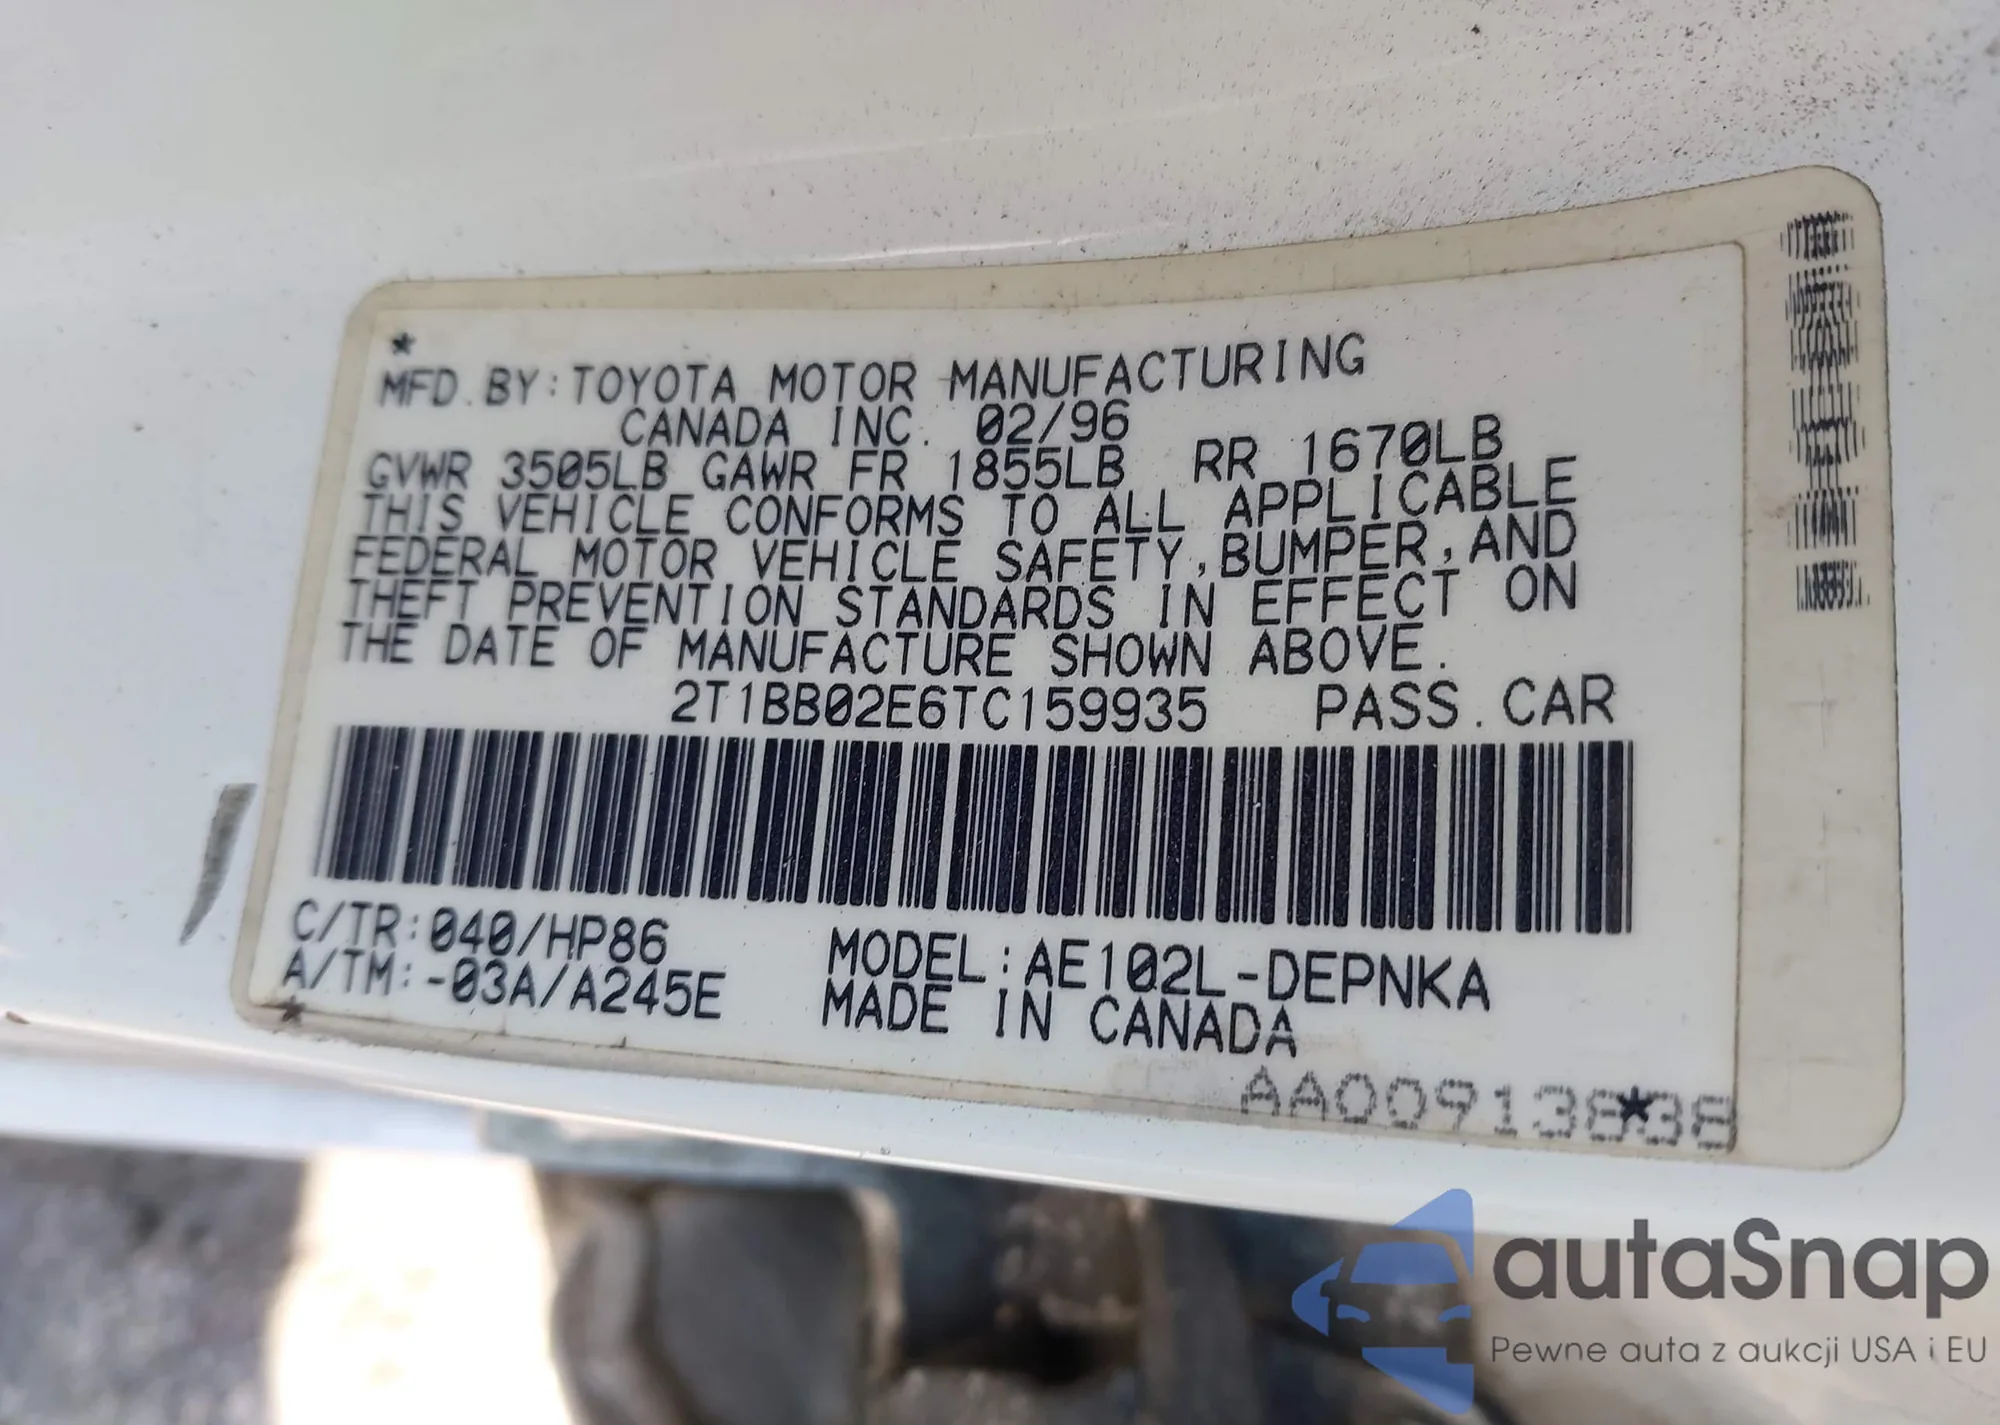 *
MFD. BY: TOYOTA MOTOR MANUFACTURING
CANADA INC. 02/96
GVWR 3505LB GAWR FR 1855LB RR 1670LB
THIS VEHICLE CONFORMS TO ALL APPLICABLE
FEDERAL MOTOR VEHICLE SAFETY, BUMPER, AND
THEFT PREVENTION STANDARDS IN EFFECT ON
THE DATE OF MANUFACTURE SHOWN ABOVE.
2T1BB02E6TC159935 PASS. CAR
C/TR: 040/HP86
A/TM: -03A/A245E
MODEL: AE102L-DEPNKA
MADE IN CANADA
*
AA00913838
*
autaSnap
Pewne auta z aukcji USA i EU